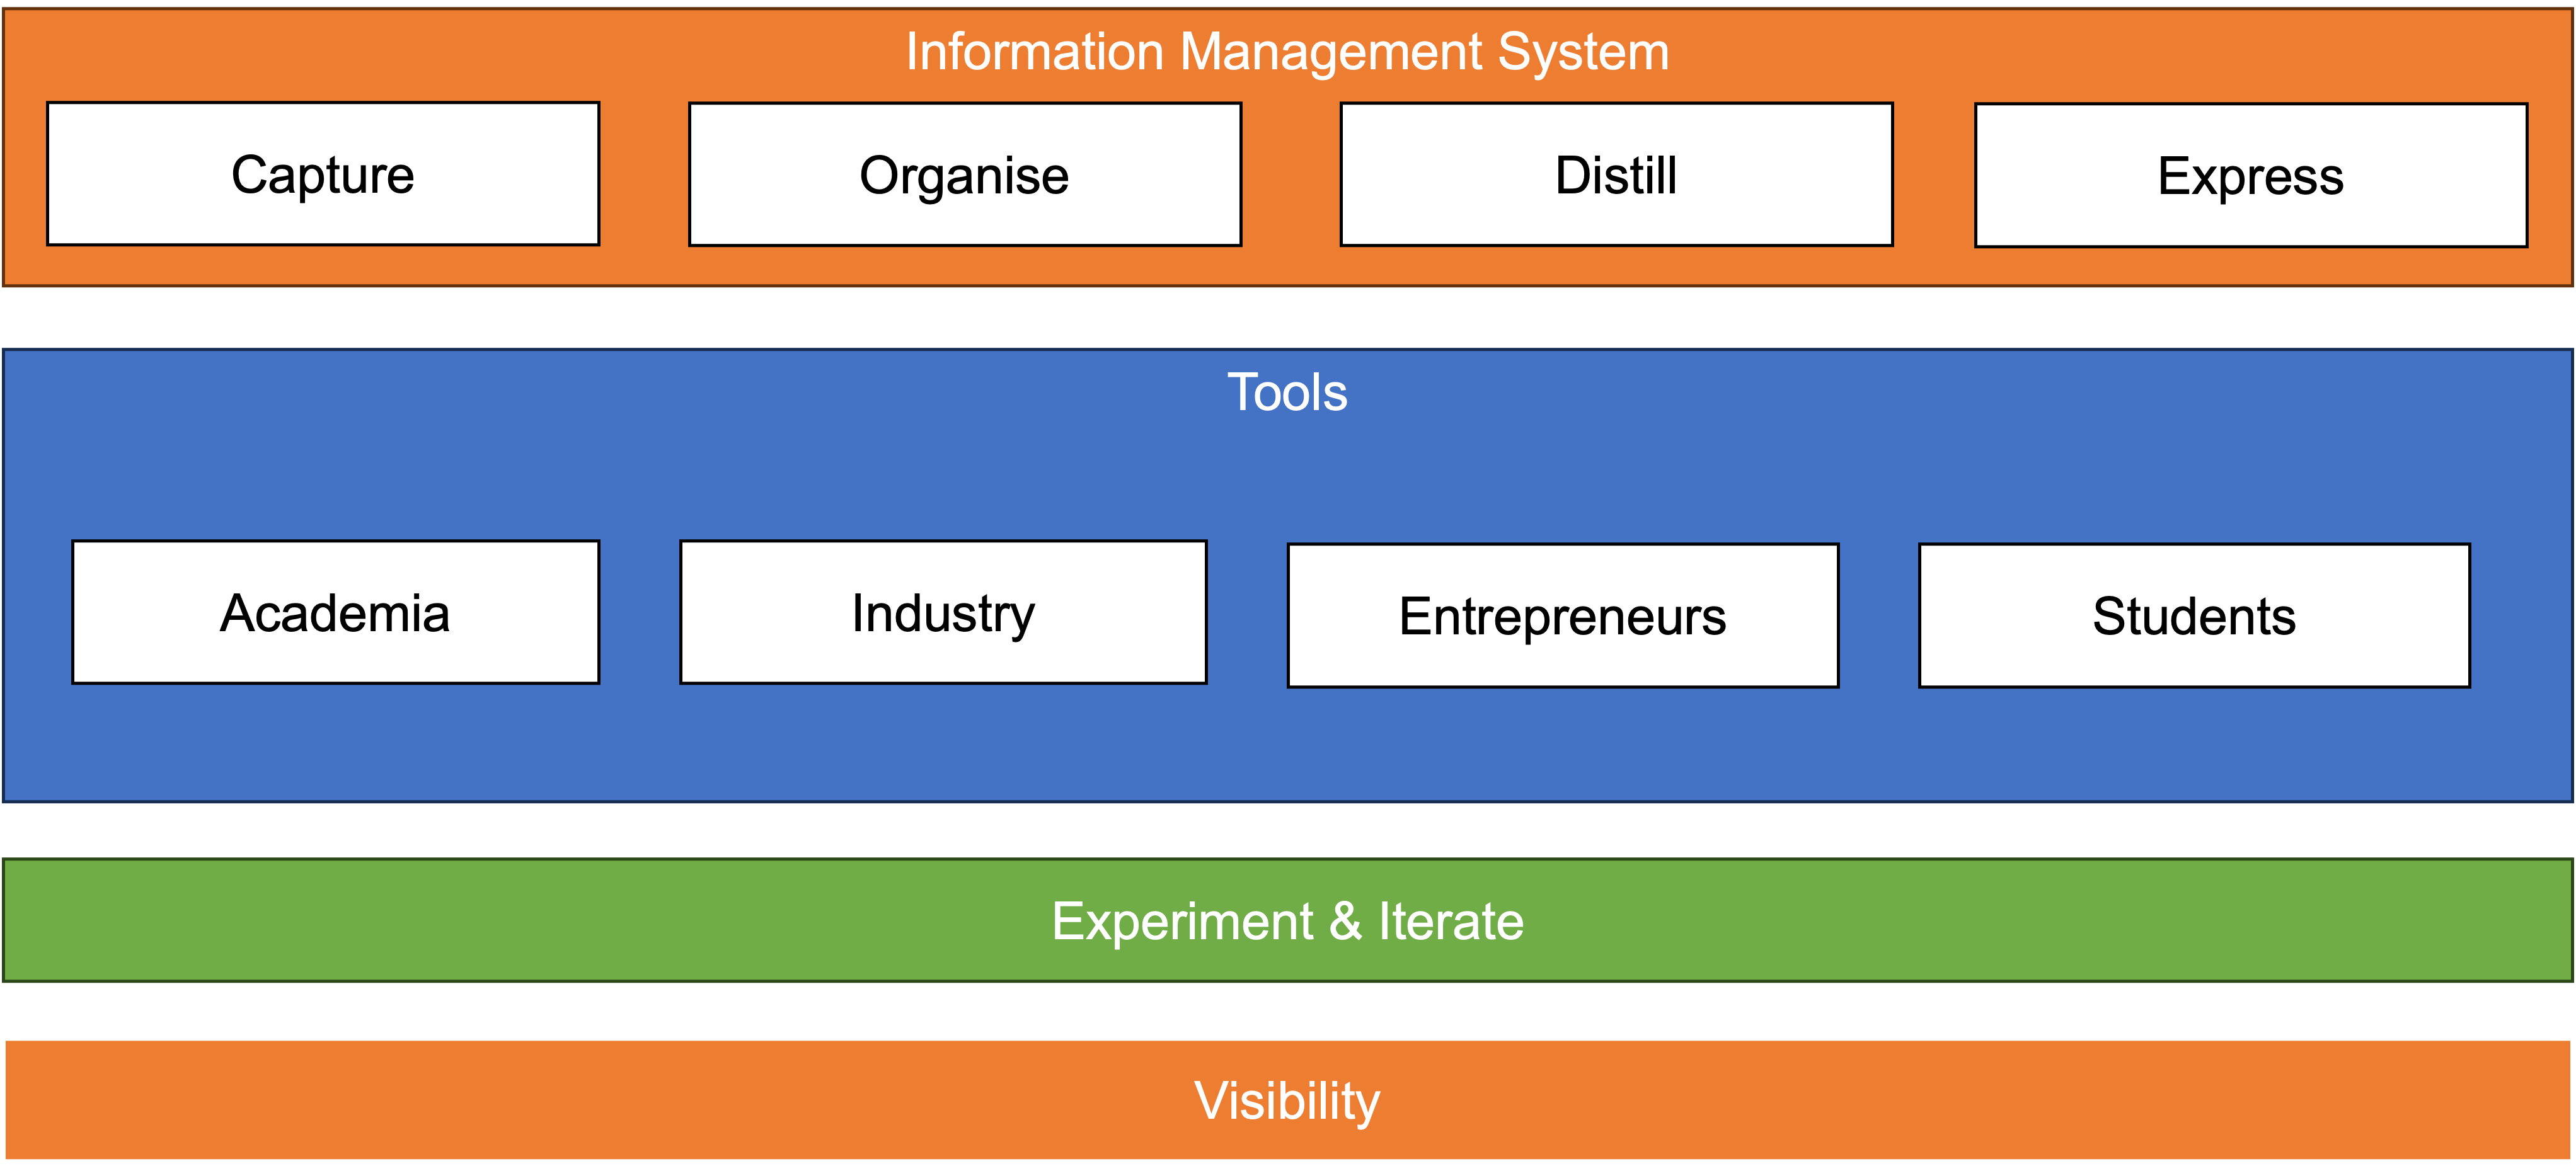 Information Management System
Capture
Organise
Distill
Express
Tools
Academia
Industry
Entrepreneurs
Students
Experiment & Iterate
Visibility